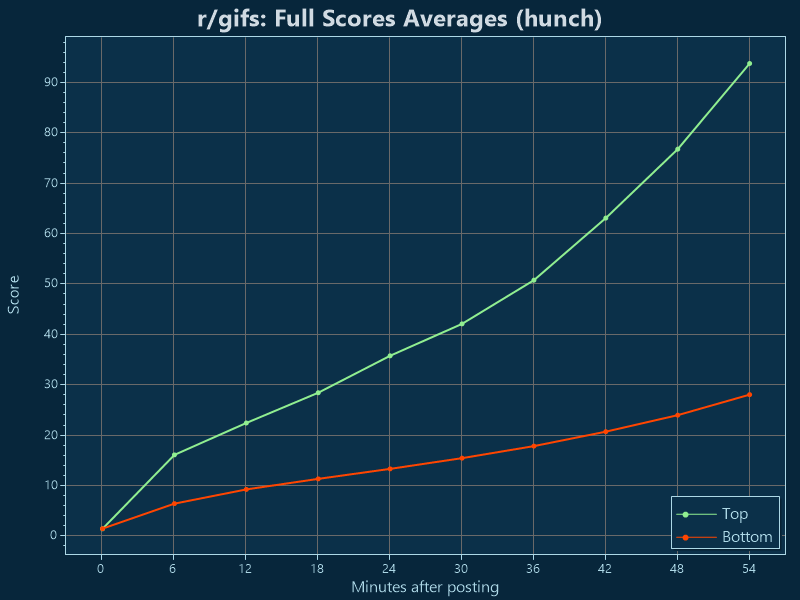 r/gifs: Full Scores Averages (hunch)
90
80
70
60
50
40
30
20
10
0
Score
Top
Bottom
0 6 12 18 24 30 36 42 48 54
Minutes after posting